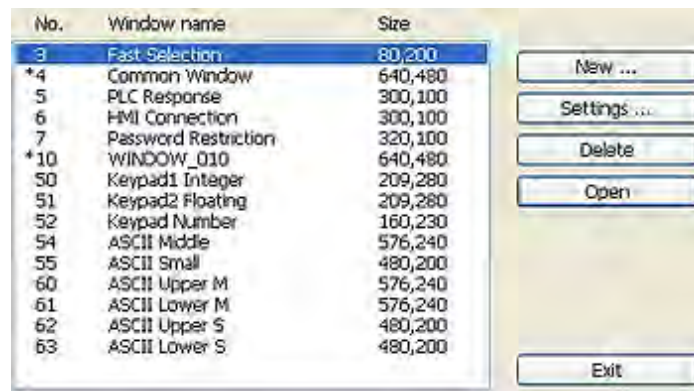 No. Window name Size
3 Fast Selection 80,200
*4 Common Window 640,480
5 PLC Response 300,100
6 HMI Connection 300,100
7 Password Restriction 320,100
*10 WINDOW_010 640,480
50 Keypad1 Integer 209,280
51 Keypad2 Floating 209,280
52 Keypad Number 160,230
54 ASCII Middle 576,240
55 ASCII Small 480,200
60 ASCII Upper M 576,240
61 ASCII Lower M 576,240
62 ASCII Upper S 480,200
63 ASCII Lower S 480,200
New ...
Settings ...
Delete
Open
Exit